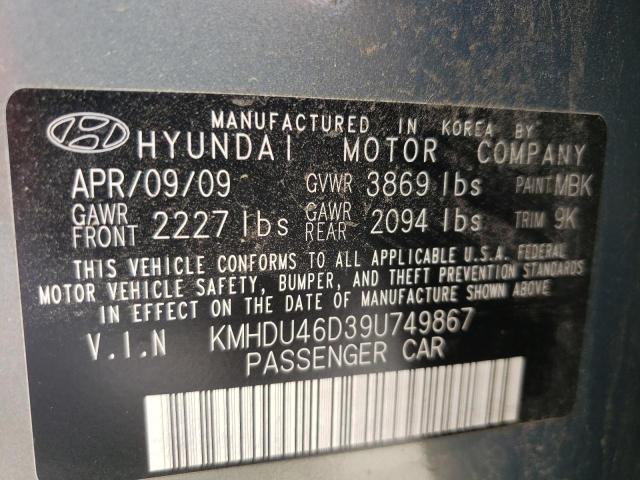 MANUFACTURED IN KOREA BY
HYUNDAI MOTOR COMPANY
APR/09/09 GVWR 3869 lbs PAINT MBK
GAWR FRONT 2227 lbs GAWR REAR 2094 lbs TRIM 9K
THIS VEHICLE CONFORMS TO ALL APPLICABLE U.S.A. FEDERAL
MOTOR VEHICLE SAFETY, BUMPER, AND THEFT PREVENTION STANDARDS
IN EFFECT ON THE DATE OF MANUFACTURE SHOWN ABOVE.
V.I.N KMHDU46D39U749867
PASSENGER CAR